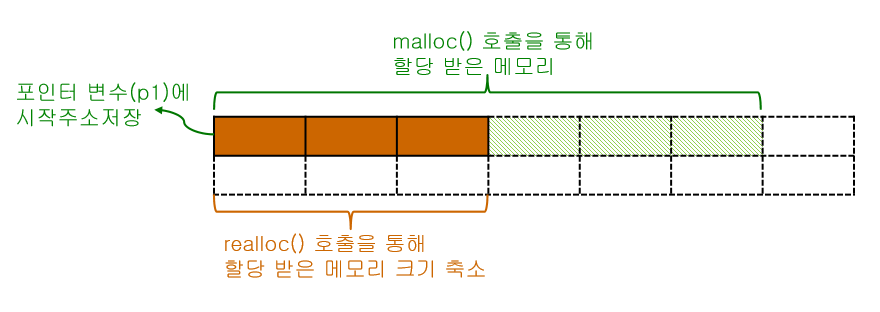 malloc() 호출을 통해
할당 받은 메모리
포인터 변수(p1)에
시작주소저장
realloc() 호출을 통해
할당 받은 메모리 크기 축소